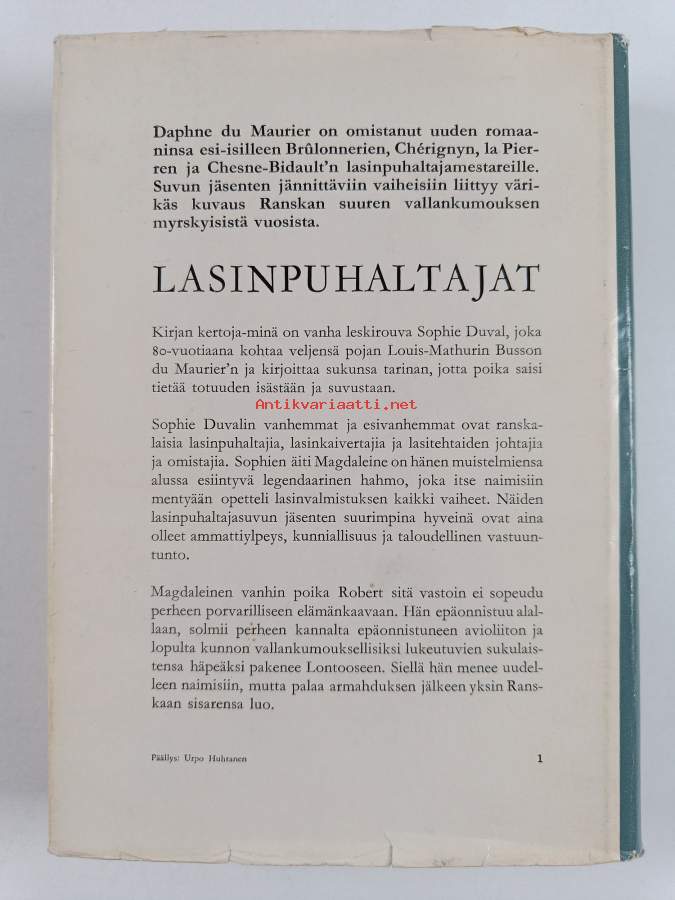 Daphne du Maurier on omistanut uuden romaa-
ninsa esi-isilleen Brûlonnerien, Chérignyn, la Pier-
ren ja Chesne-Bidault'n lasinpuhaltajamestareille.
Suvun jäsenten jännittäviin vaiheisiin liittyy väri-
käs kuvaus Ranskan suuren vallankumouksen
myrskyisistä vuosista.
LASINPUHALTAJAT
Kirjan kertoja-minä on vanha leskirouva Sophie Duval, joka
80-vuotiaana kohtaa veljensä pojan Louis-Mathurin Busson
du Maurier'n ja kirjoittaa sukunsa tarinan, jotta poika saisi
tietää totuuden isästään ja suvustaan.
Antikvariaatti.net
Sophie Duvalin vanhemmat ja esivanhemmat ovat ranska-
laisia lasinpuhaltajia, lasinkaivertajia ja lasitehtaiden johtajia
ja omistajia. Sophien äiti Magdaleine on hänen muistelmiensa
alussa esiintyvä legendaarinen hahmo, joka itse naimisiin
mentyään opetteli lasinvalmistuksen kaikki vaiheet. Näiden
lasinpuhaltajasuvun jäsenten suurimpina hyveinä ovat aina
olleet ammattiylpeys, kunniallisuus ja taloudellinen vastuun-
tunto.
Magdaleinen vanhin poika Robert sitä vastoin ei sopeudu
perheen porvarilliseen elämänkaavaan. Hän epäonnistuu alal-
laan, solmii perheen kannalta epäonnistuneen avioliiton ja
lopulta kunnon vallankumouksellisiksi lukeutuvien sukulais-
tensa häpeäksi pakenee Lontooseen. Siellä hän menee uudel-
leen naimisiin, mutta palaa armahduksen jälkeen yksin Rans-
kaan sisarensa luo.
Päällys: Urpo Huhtanen
1